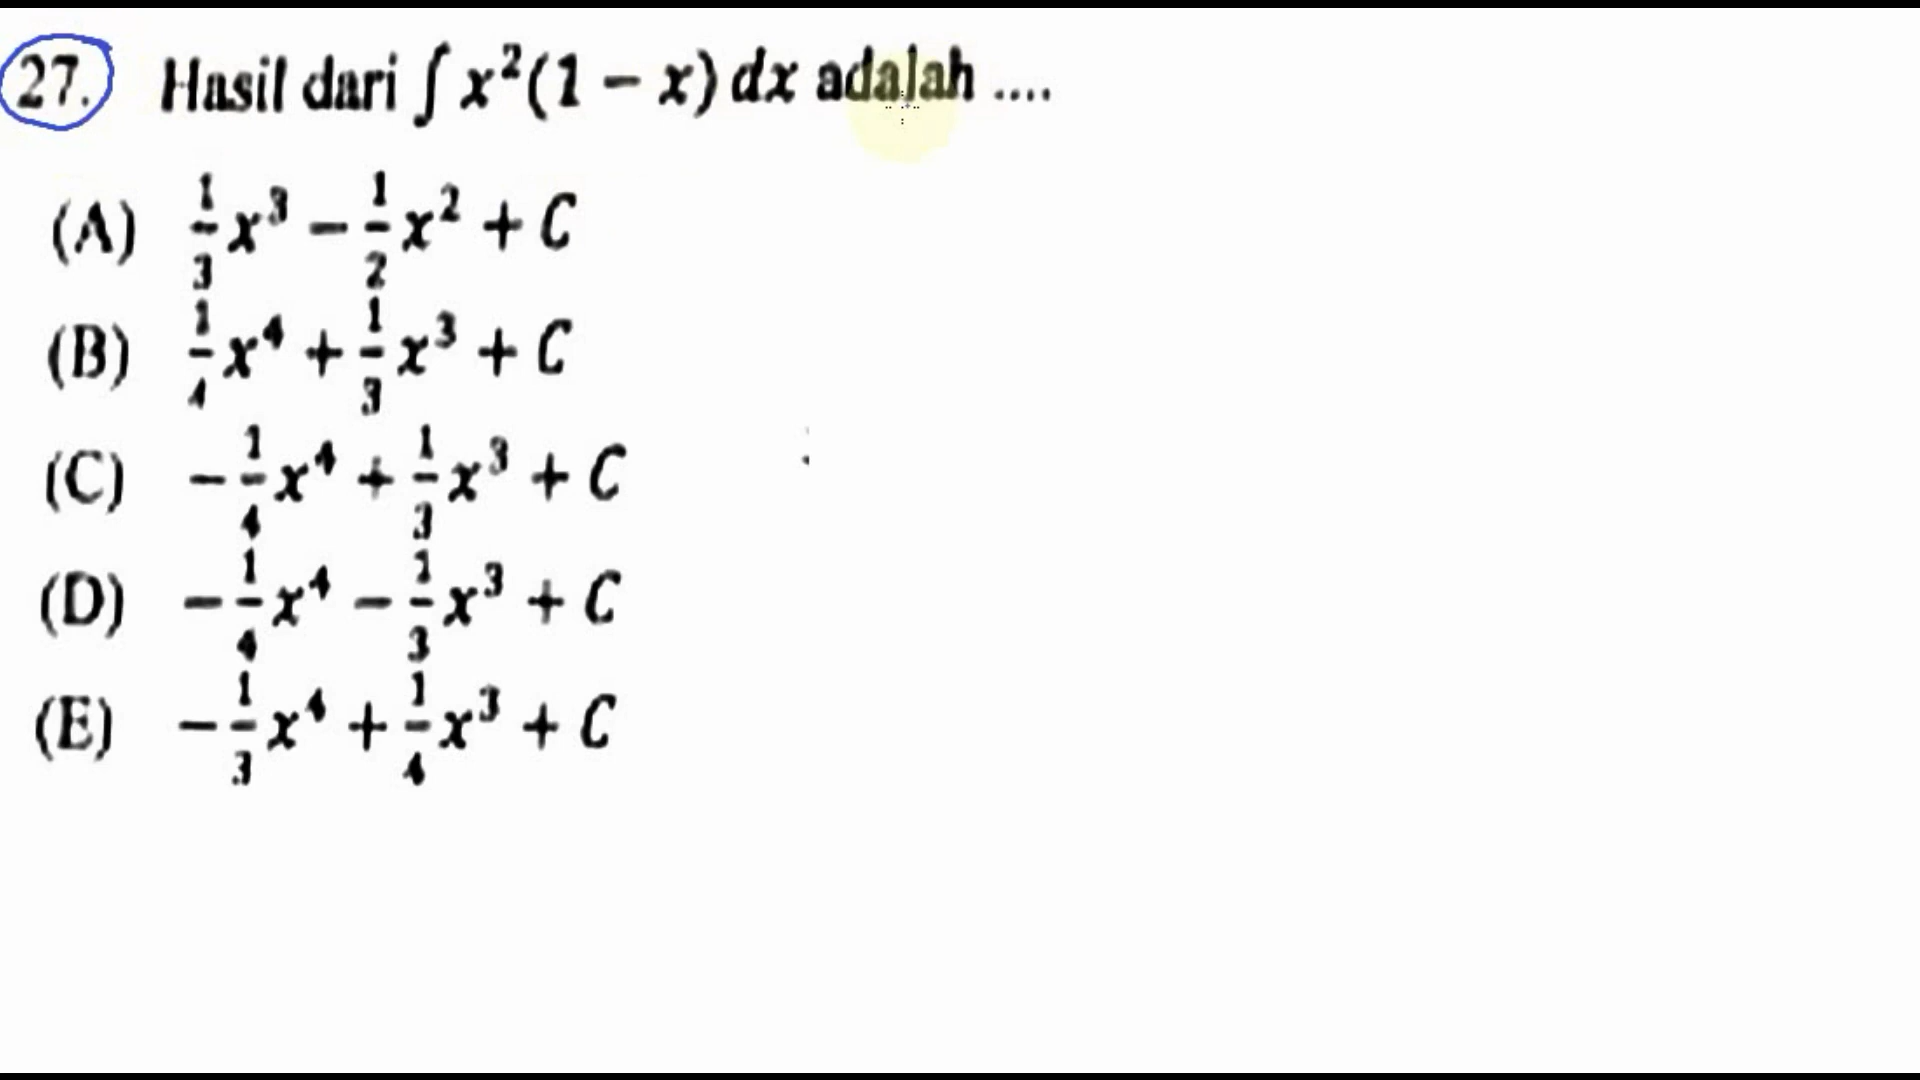 27. Hasil dari ∫ x²(1 − x) dx adalah ....
(A) 1/3 x³ − 1/2 x² + C
(B) 1/4 x⁴ + 1/3 x³ + C
(C) −1/4 x⁴ + 1/3 x³ + C
(D) −1/4 x⁴ − 1/3 x³ + C
(E) −1/3 x⁴ + 1/4 x³ + C